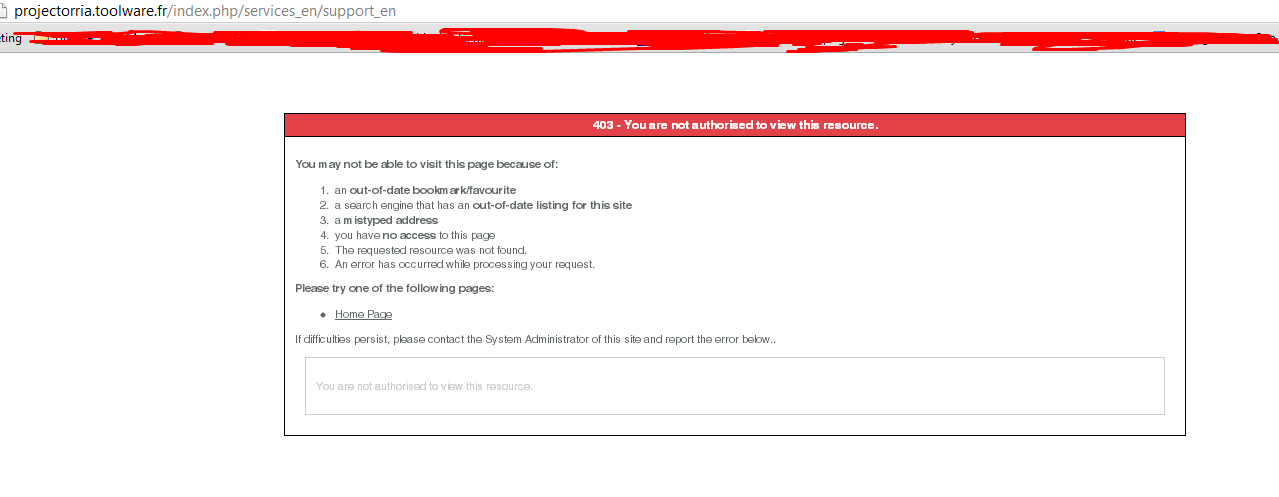 projectorria.toolware.fr/index.php/services_en/support_en
eting
403 - You are not authorised to view this resource.
You may not be able to visit this page because of:
1. an out-of-date bookmark/favourite
2. a search engine that has an out-of-date listing for this site
3. a mistyped address
4. you have no access to this page
5. The requested resource was not found.
6. An error has occurred while processing your request.
Please try one of the following pages:
• Home Page
If difficulties persist, please contact the System Administrator of this site and report the error below..
You are not authorised to view this resource.